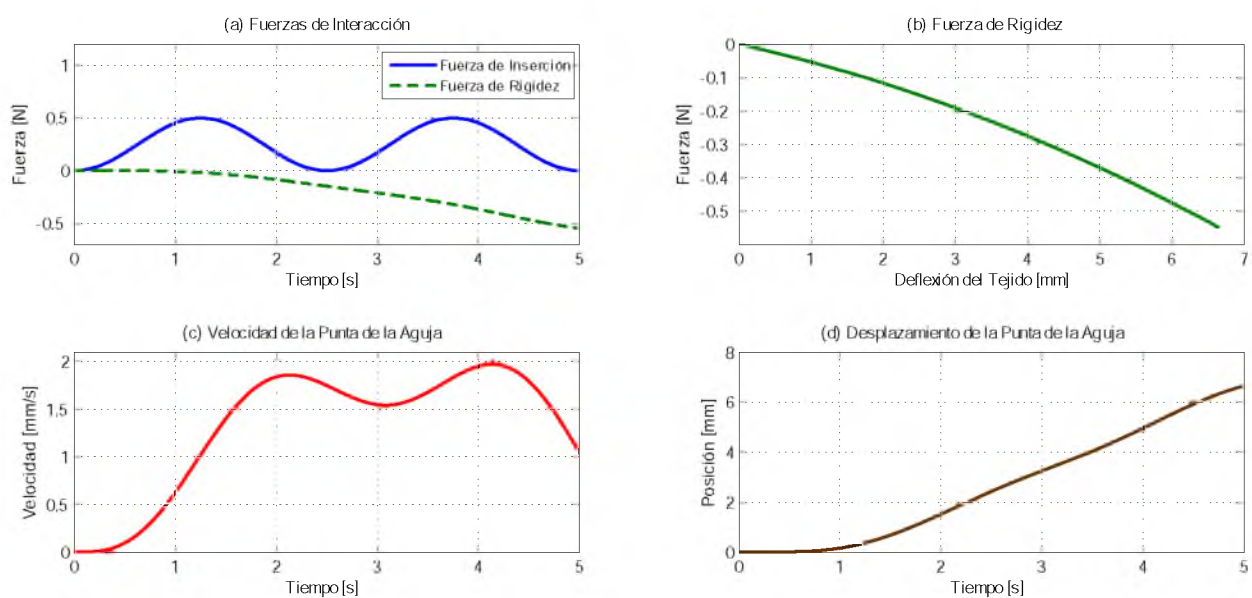 (a) Fuerzas de Interacción
Fuerza [N]
1
0.5
0
-0.5
Fuerza de Inserción
Fuerza de Rigidez
0 1 2 3 4 5
Tiempo [s]
(b) Fuerza de Rigidez
Fuerza [N]
0
-0.1
-0.2
-0.3
-0.4
-0.5
0 1 2 3 4 5 6 7
Deflexión del Tejido [mm]
(c) Velocidad de la Punta de la Aguja
Velocidad [mm/s]
2
1.5
1
0.5
0
0 1 2 3 4 5
Tiempo [s]
(d) Desplazamiento de la Punta de la Aguja
Posición [mm]
8
6
4
2
0
0 1 2 3 4 5
Tiempo [s]